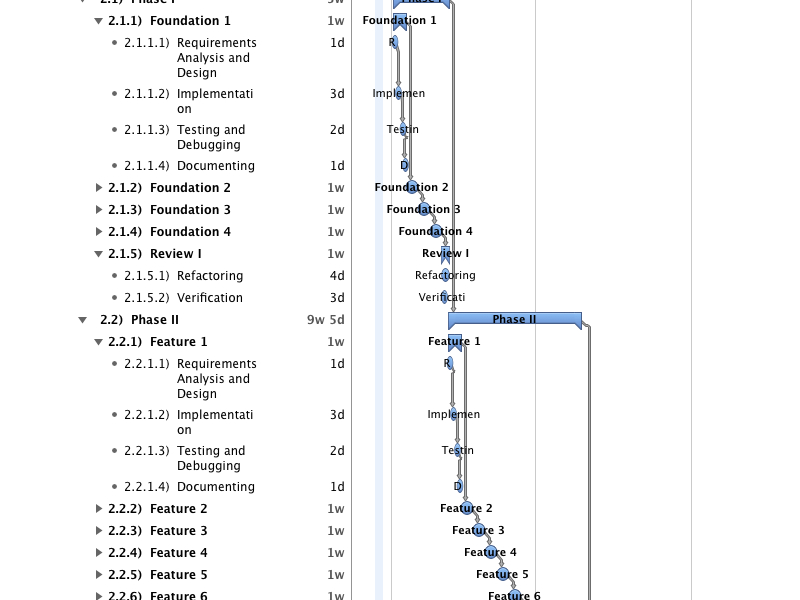 2.1) Phase I
Phase I
2.1.1) Foundation 1 1w Foundation 1
2.1.1.1) Requirements 1d R
Analysis and
Design
2.1.1.2) Implementati 3d Implemen
on
2.1.1.3) Testing and 2d Testin
Debugging
2.1.1.4) Documenting 1d D
2.1.2) Foundation 2 1w Foundation 2
2.1.3) Foundation 3 1w Foundation 3
2.1.4) Foundation 4 1w Foundation 4
2.1.5) Review I 1w Review I
2.1.5.1) Refactoring 4d Refactoring
2.1.5.2) Verification 3d Verificati
2.2) Phase II 9w 5d Phase II
2.2.1) Feature 1 1w Feature 1
2.2.1.1) Requirements 1d R
Analysis and
Design
2.2.1.2) Implementati 3d Implemen
on
2.2.1.3) Testing and 2d Testin
Debugging
2.2.1.4) Documenting 1d D
2.2.2) Feature 2 1w Feature 2
2.2.3) Feature 3 1w Feature 3
2.2.4) Feature 4 1w Feature 4
2.2.5) Feature 5 1w Feature 5
2.2.6) Feature 6 1w Feature 6